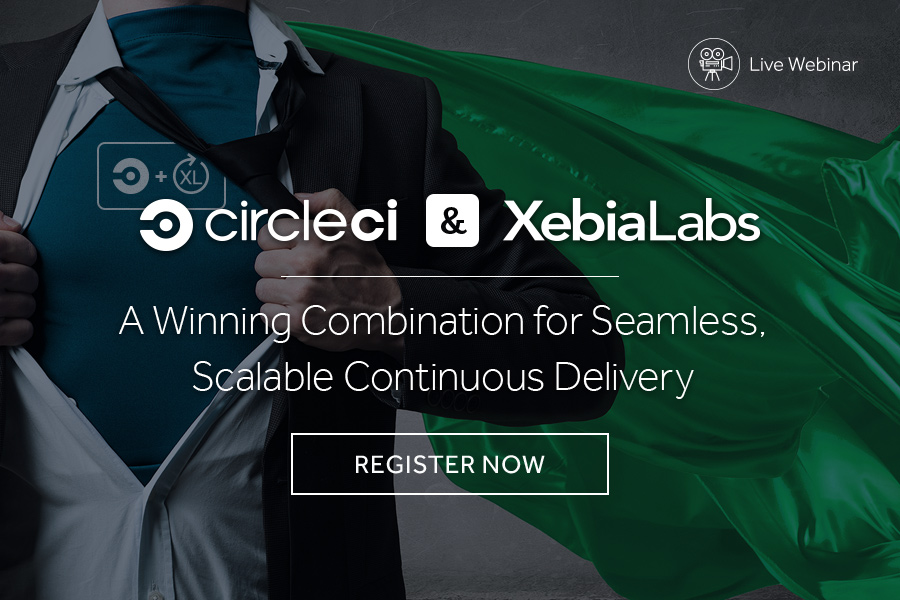 Live Webinar
+ XL
circleci & XebiaLabs
A Winning Combination for Seamless,
Scalable Continuous Delivery
REGISTER NOW